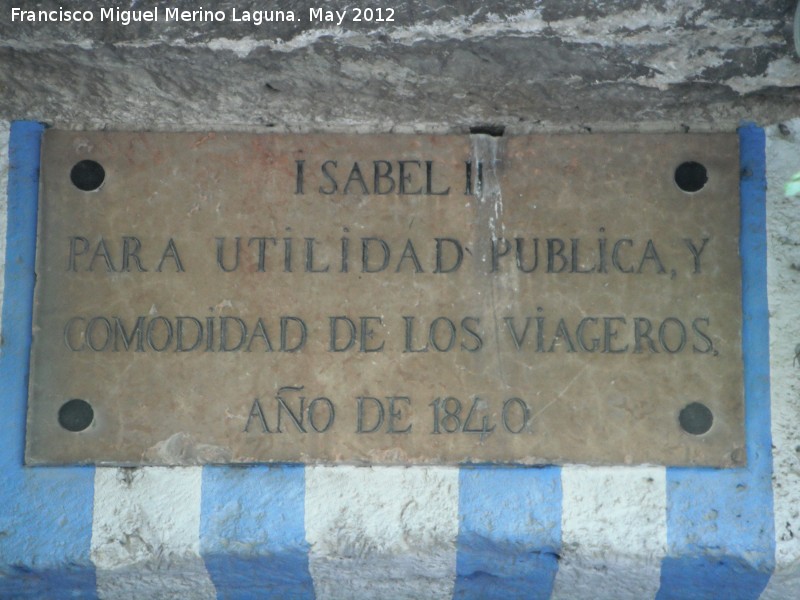 Francisco Miguel Merino Laguna. May 2012
ISABEL II
PARA UTILIDAD PUBLICA, Y
COMODIDAD DE LOS VIAGEROS,
AÑO DE 1840.